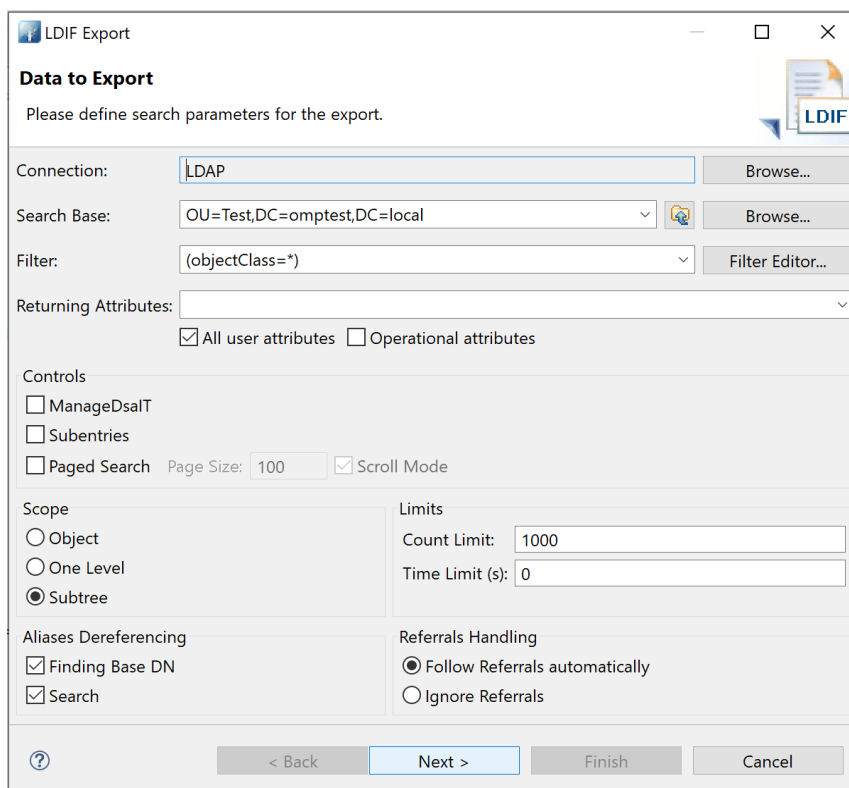 LDIF Export
Data to Export
Please define search parameters for the export.
LDIF
Connection: LDAP Browse...
Search Base: OU=Test,DC=omptest,DC=local Browse...
Filter: (objectClass=*) Filter Editor...
Returning Attributes:
All user attributes Operational attributes
Controls
ManageDsaIT
Subentries
Paged Search Page Size: 100 Scroll Mode
Scope Limits
Object Count Limit: 1000
One Level Time Limit (s): 0
Subtree
Aliases Dereferencing Referrals Handling
Finding Base DN Follow Referrals automatically
Search Ignore Referrals
? < Back Next > Finish Cancel